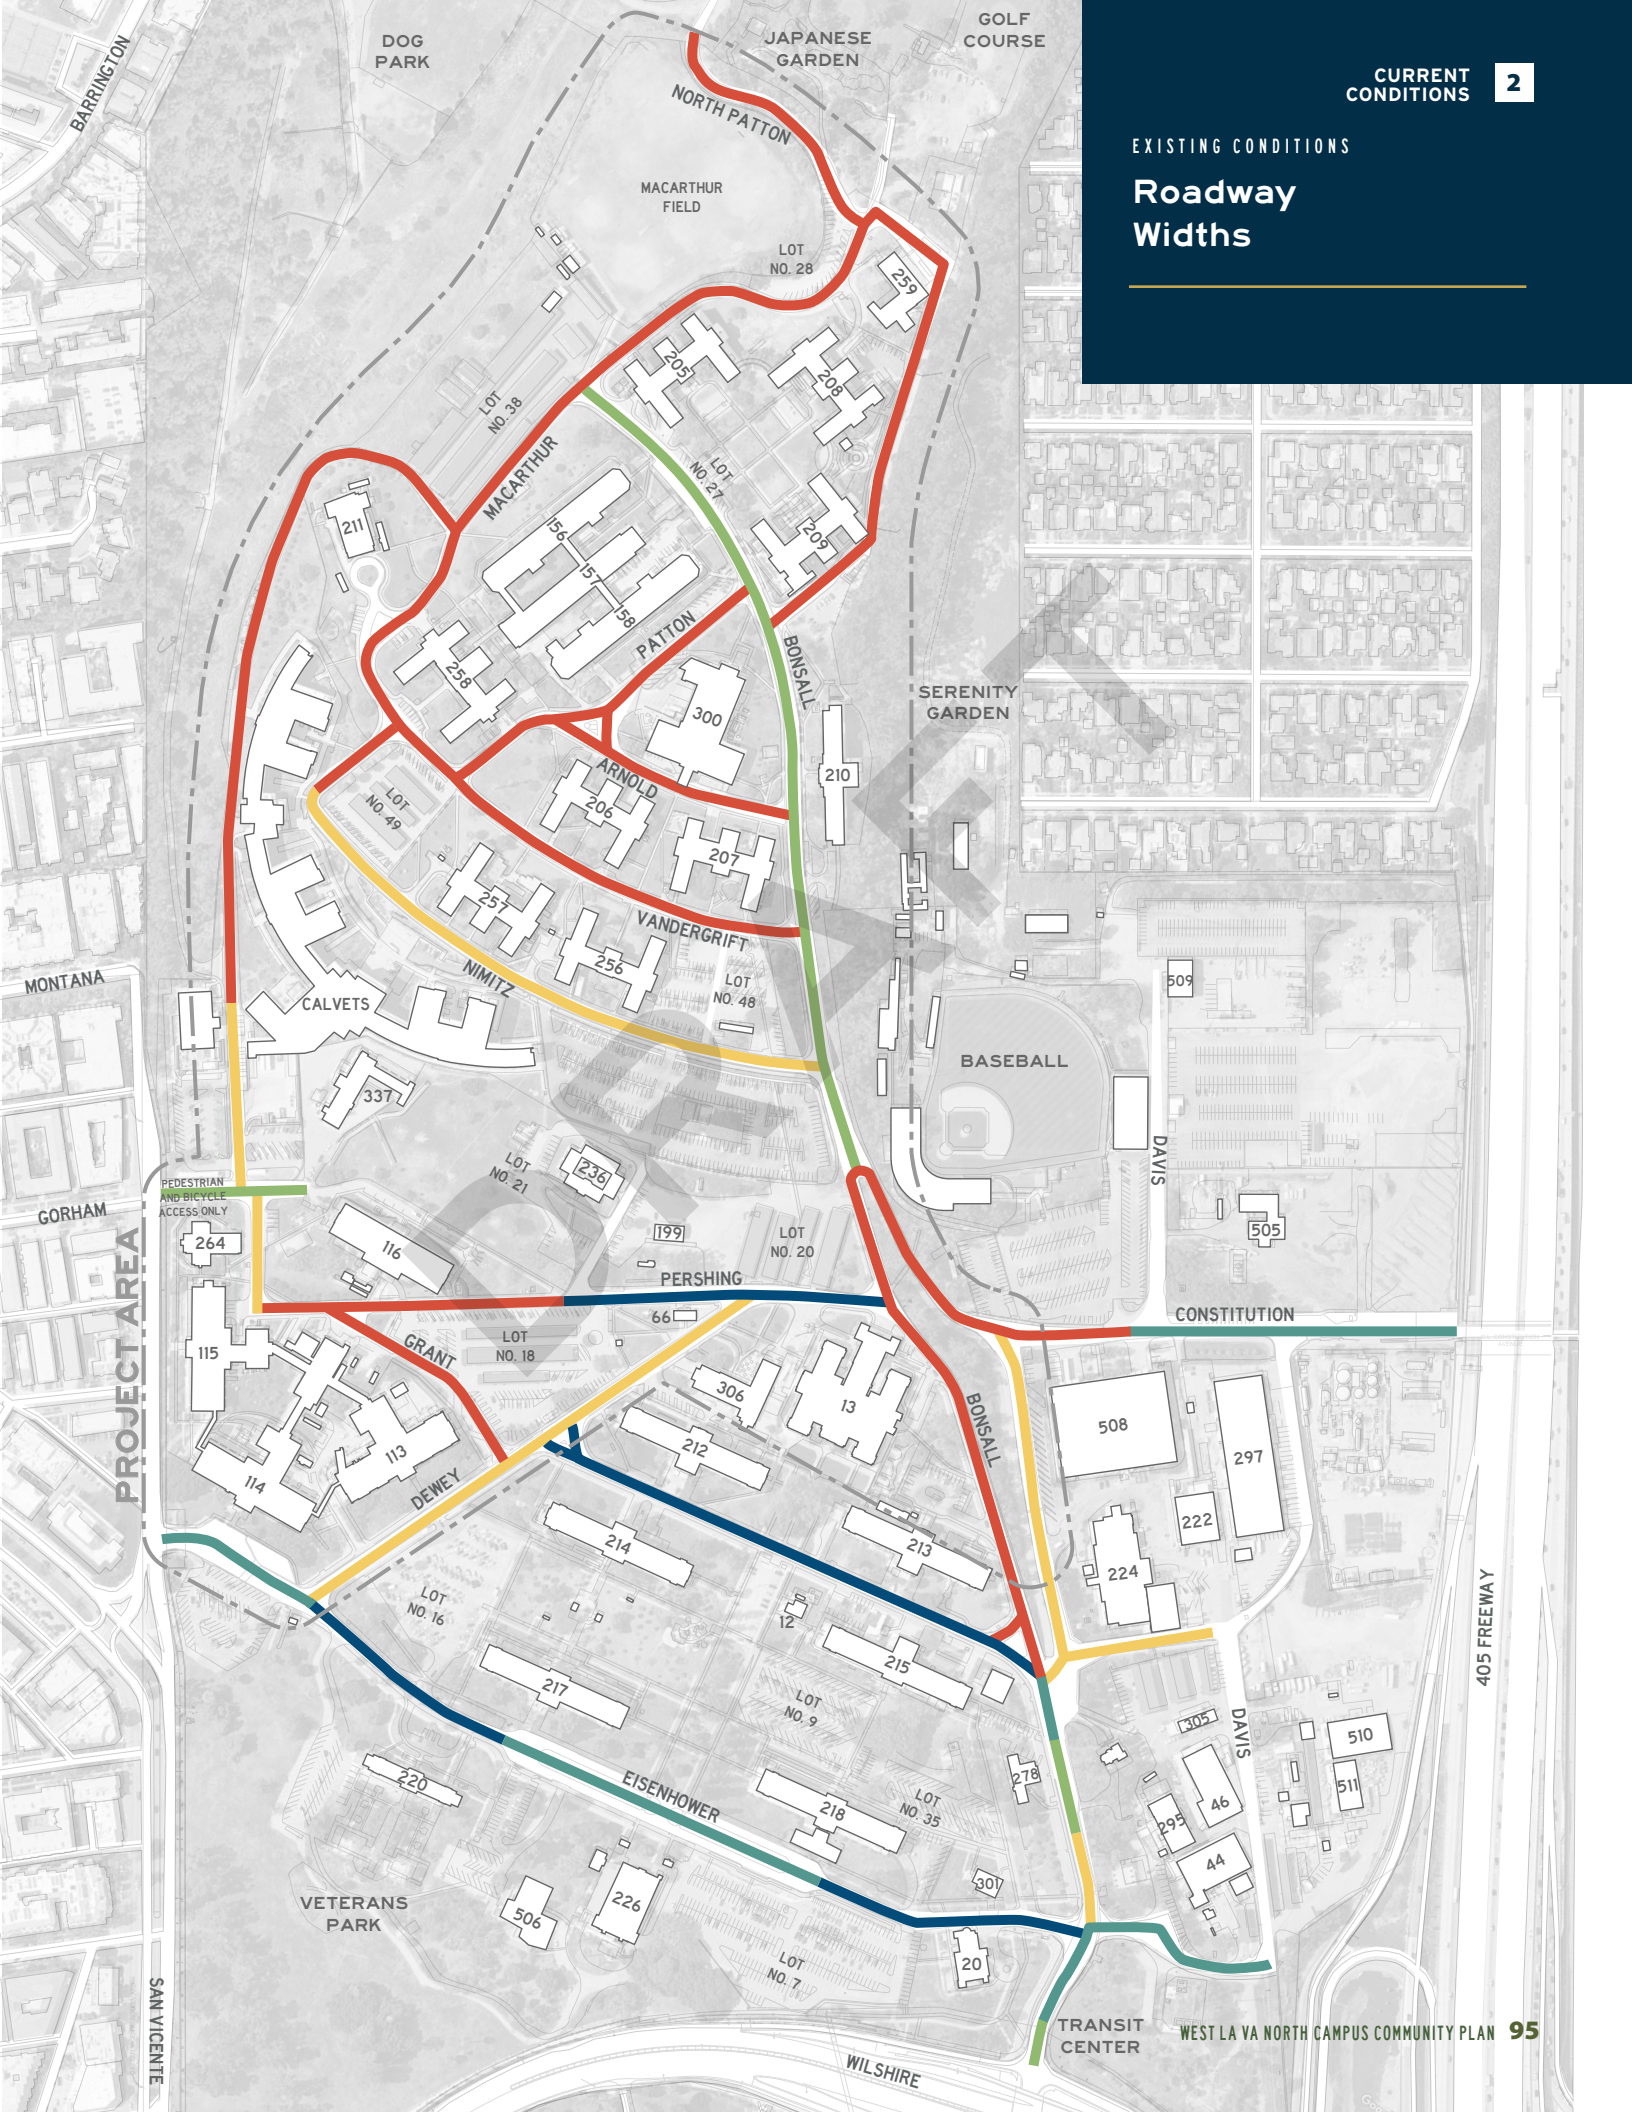 CURRENT
CONDITIONS
2
EXISTING CONDITIONS
Roadway
Widths
DOG
PARK
JAPANESE
GARDEN
GOLF
COURSE
BARRINGTON
NORTH PATTON
MACARTHUR
FIELD
LOT
NO. 28
259
205
208
LOT
NO. 38
MACARTHUR
LOT
NO. 27
211
156
157
158
209
PATTON
BONSALL
258
300
SERENITY
GARDEN
210
ARNOLD
LOT
NO. 49
206
207
257
VANDERGRIFT
256
NIMITZ
LOT
NO. 48
MONTANA
CALVETS
509
BASEBALL
337
DAVIS
LOT
NO. 21
236
PEDESTRIAN
AND BICYCLE
ACCESS ONLY
GORHAM
264
116
199
LOT
NO. 20
505
PERSHING
66
CONSTITUTION
PROJECT AREA
115
GRANT
LOT
NO. 18
306
13
BONSALL
508
297
113
212
114
DEWEY
222
214
213
224
LOT
NO. 16
12
405 FREEWAY
215
217
LOT
NO. 9
305
DAVIS
510
220
EISENHOWER
278
511
218
LOT
NO. 35
46
295
44
301
VETERANS
PARK
226
506
20
LOT
NO. 7
SAN VICENTE
TRANSIT
CENTER
WILSHIRE
DRAFT
WEST LA VA NORTH CAMPUS COMMUNITY PLAN 95